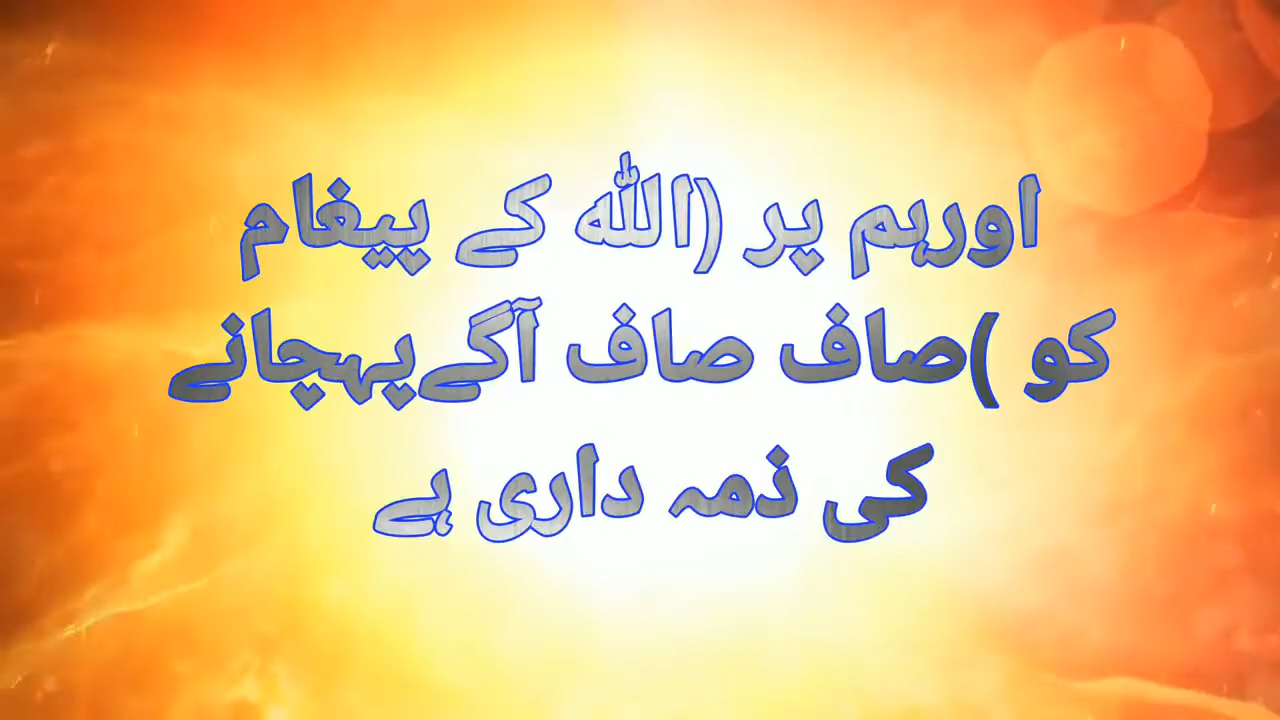 اورہم پر (اللہ کے پیغام
کو )صاف صاف آگےپہچانے
کی ذمہ داری ہے